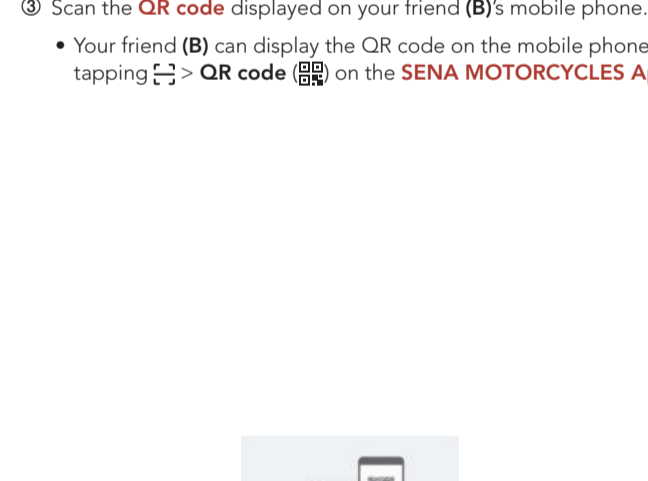 ③ Scan the QR code displayed on your friend (B)'s mobile phone.
• Your friend (B) can display the QR code on the mobile phone
tapping > QR code () on the SENA MOTORCYCLES